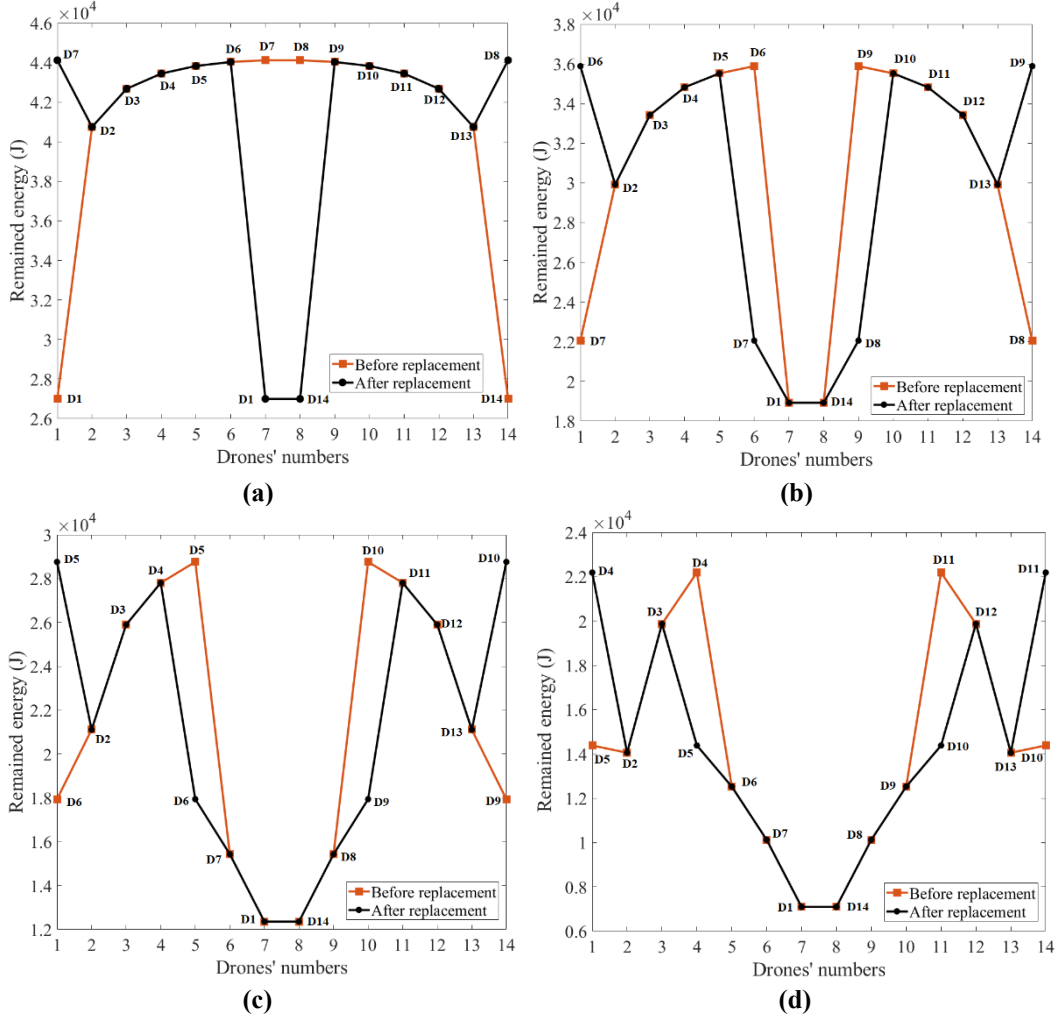 ×10⁴
4.6
4.4
4.2
4
3.8
3.6
3.4
3.2
3
2.8
2.6
Remained energy (J)
D7
D2
D3
D4
D5
D6
D7
D8
D9
D10
D11
D12
D13
D8
D1
D1
D14
D14
Before replacement
After replacement
1 2 3 4 5 6 7 8 9 10 11 12 13 14
Drones' numbers
(a)
×10⁴
3.8
3.6
3.4
3.2
3
2.8
2.6
2.4
2.2
2
1.8
Remained energy (J)
D6
D2
D3
D4
D5
D6
D9
D10
D11
D12
D13
D9
D7
D7
D8
D8
D1
D14
Before replacement
After replacement
1 2 3 4 5 6 7 8 9 10 11 12 13 14
Drones' numbers
(b)
×10⁴
3
2.8
2.6
2.4
2.2
2
1.8
1.6
1.4
1.2
Remained energy (J)
D5
D2
D3
D4
D5
D10
D11
D12
D13
D10
D6
D6
D9
D9
D7
D8
D1
D14
Before replacement
After replacement
1 2 3 4 5 6 7 8 9 10 11 12 13 14
Drones' numbers
(c)
×10⁴
2.4
2.2
2
1.8
1.6
1.4
1.2
1
0.8
0.6
Remained energy (J)
D4
D3
D4
D11
D12
D11
D5
D2
D5
D10
D13
D10
D6
D9
D7
D8
D1
D14
Before replacement
After replacement
1 2 3 4 5 6 7 8 9 10 11 12 13 14
Drones' numbers
(d)